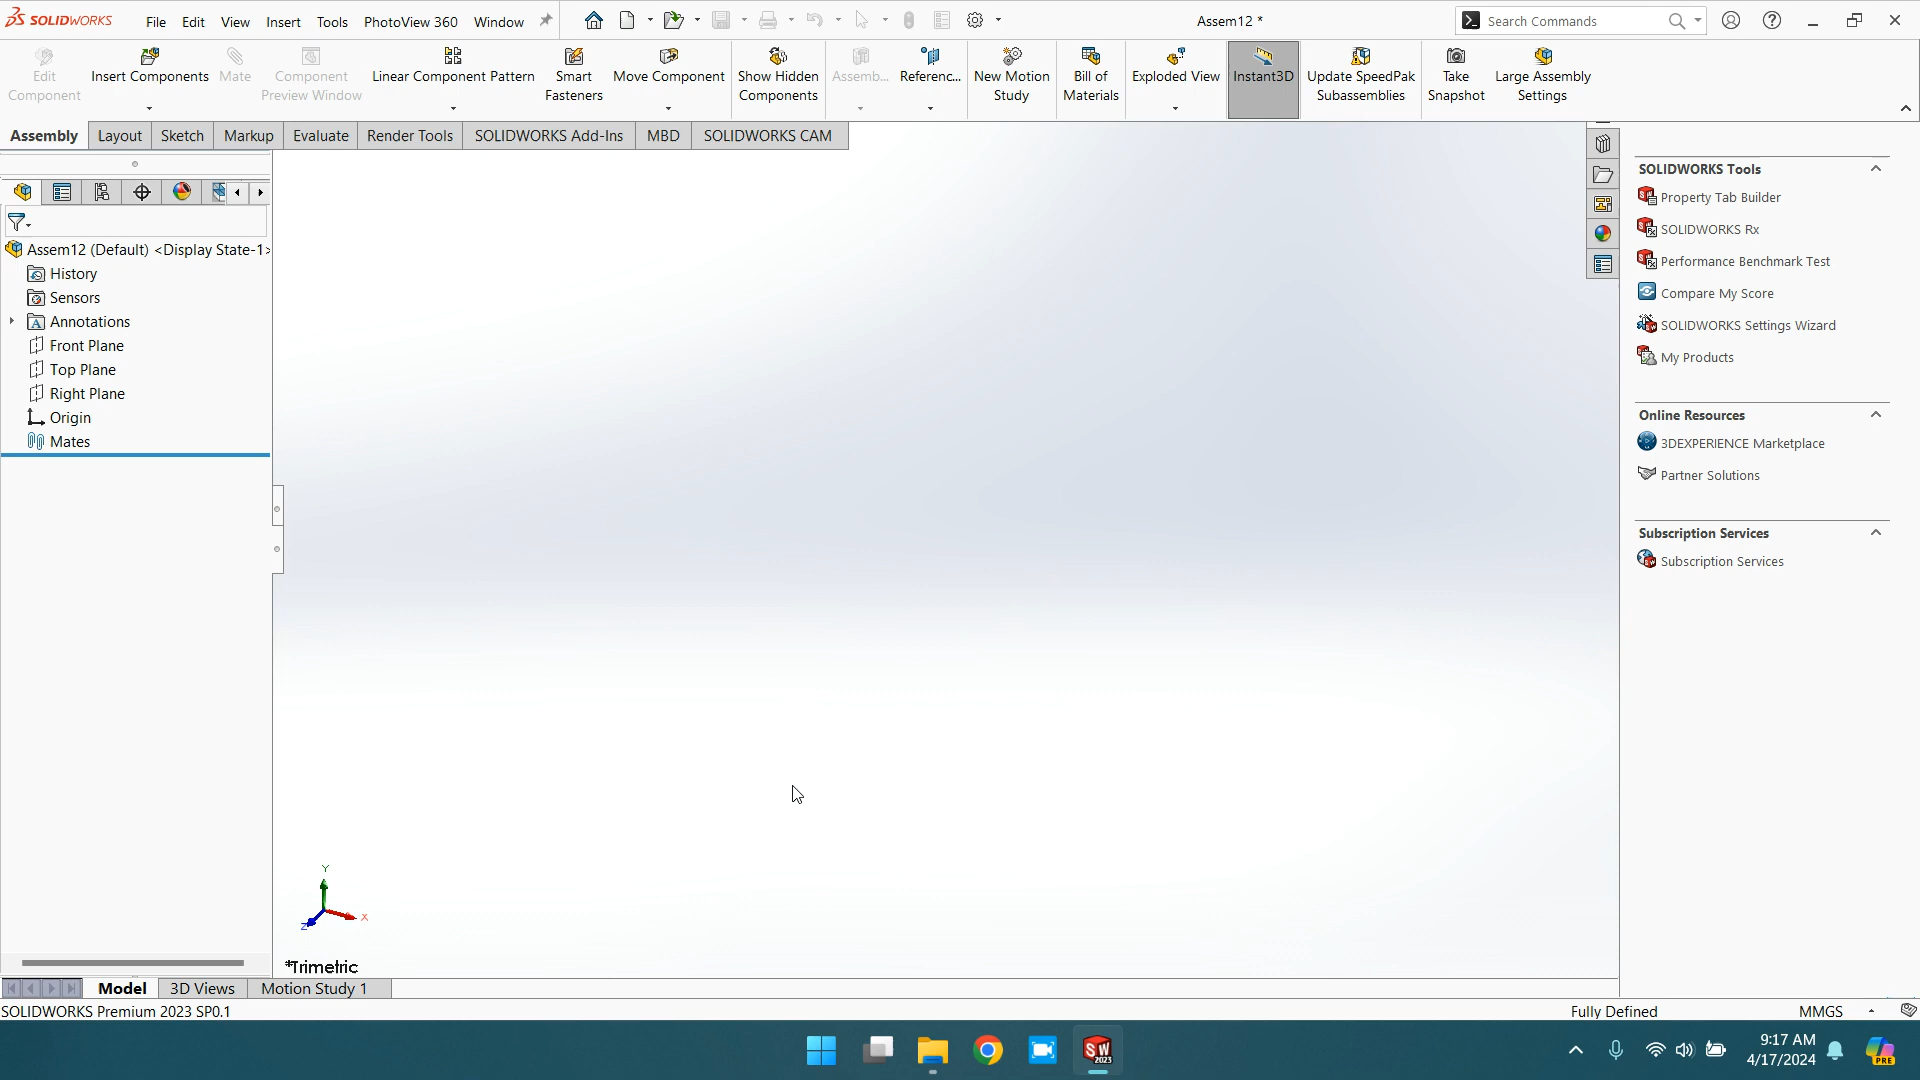 SOLIDWORKS File Edit View Insert Tools PhotoView 360 Window Assem12 * Search Commands
Edit Component
Insert Components
Mate
Component Preview Window
Linear Component Pattern
Smart Fasteners
Move Component
Show Hidden Components
Assemb...
Referenc...
New Motion Study
Bill of Materials
Exploded View
Instant3D
Update SpeedPak Subassemblies
Take Snapshot
Large Assembly Settings
Assembly Layout Sketch Markup Evaluate Render Tools SOLIDWORKS Add-Ins MBD SOLIDWORKS CAM
Assem12 (Default) <Display State-1>
History
Sensors
Annotations
Front Plane
Top Plane
Right Plane
Origin
Mates
Y
X
Z
*Trimetric
SOLIDWORKS Tools
Property Tab Builder
SOLIDWORKS Rx
Performance Benchmark Test
Compare My Score
SOLIDWORKS Settings Wizard
My Products
Online Resources
3DEXPERIENCE Marketplace
Partner Solutions
Subscription Services
Subscription Services
Model 3D Views Motion Study 1
SOLIDWORKS Premium 2023 SP0.1 Fully Defined MMGS
SW 2023
9:17 AM
4/17/2024
PRE